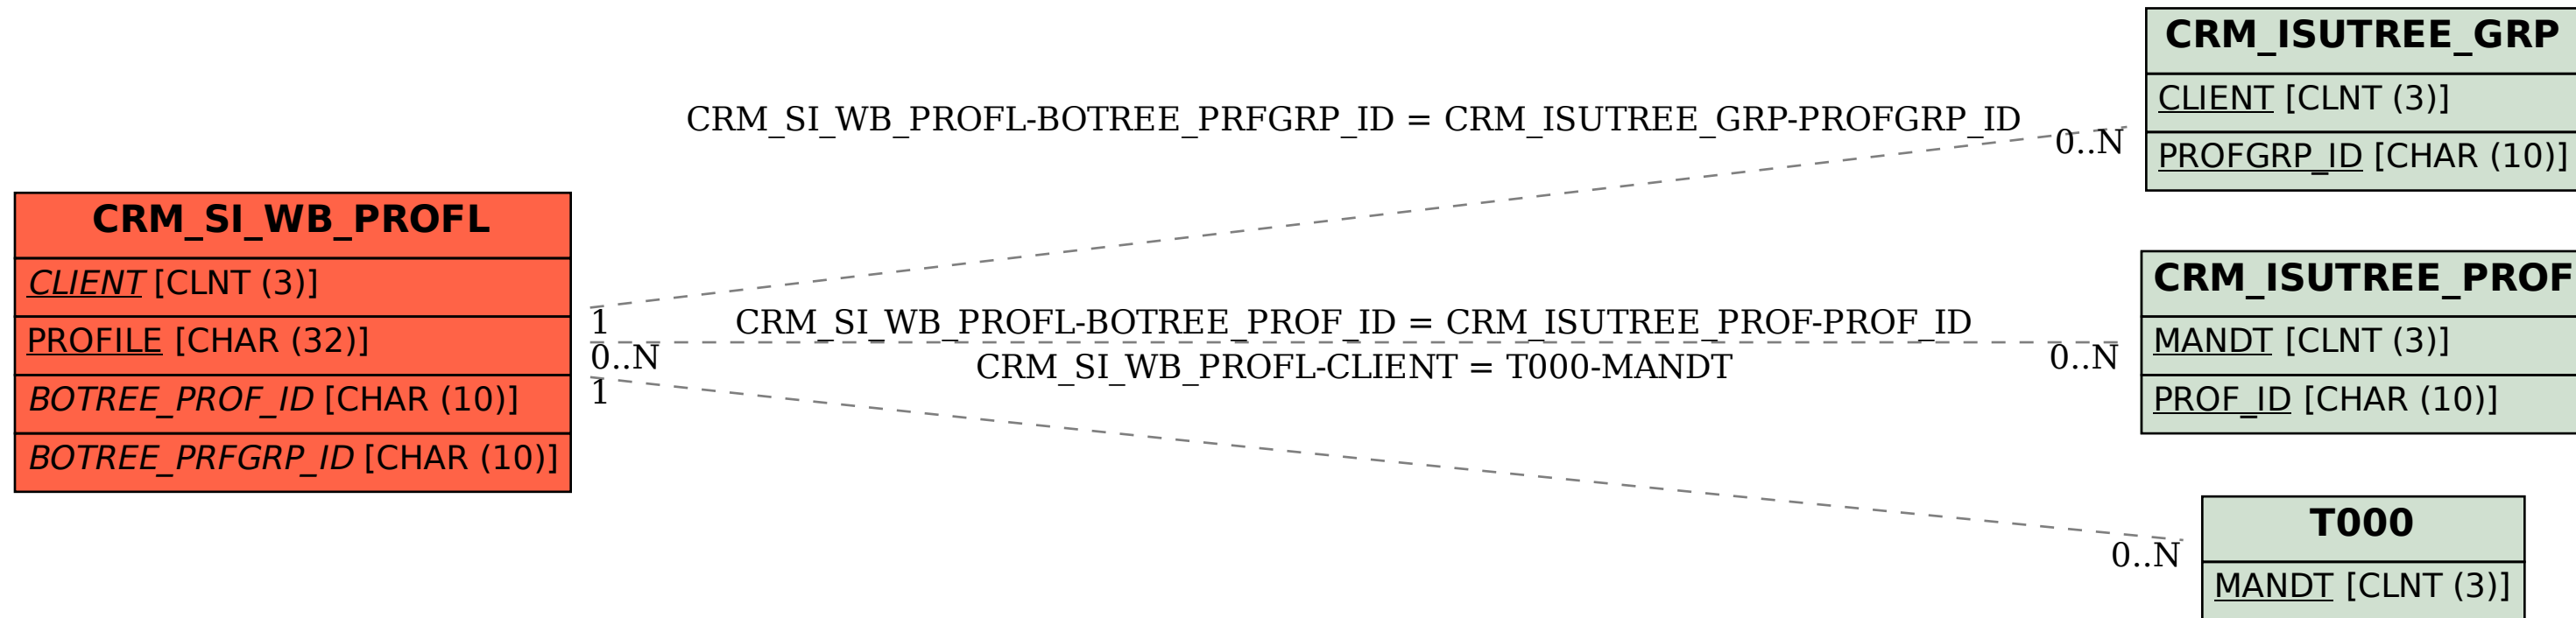 CRM_SI_WB_PROFL
CLIENT [CLNT (3)]
PROFILE [CHAR (32)]
BOTREE_PROF_ID [CHAR (10)]
BOTREE_PRFGRP_ID [CHAR (10)]
CRM_SI_WB_PROFL-BOTREE_PRFGRP_ID = CRM_ISUTREE_GRP-PROFGRP_ID
0..N
1
CRM_SI_WB_PROFL-BOTREE_PROF_ID = CRM_ISUTREE_PROF-PROF_ID
0..N
0..N
CRM_SI_WB_PROFL-CLIENT = T000-MANDT
1
0..N
CRM_ISUTREE_GRP
CLIENT [CLNT (3)]
PROFGRP_ID [CHAR (10)]
CRM_ISUTREE_PROF
MANDT [CLNT (3)]
PROF_ID [CHAR (10)]
T000
MANDT [CLNT (3)]